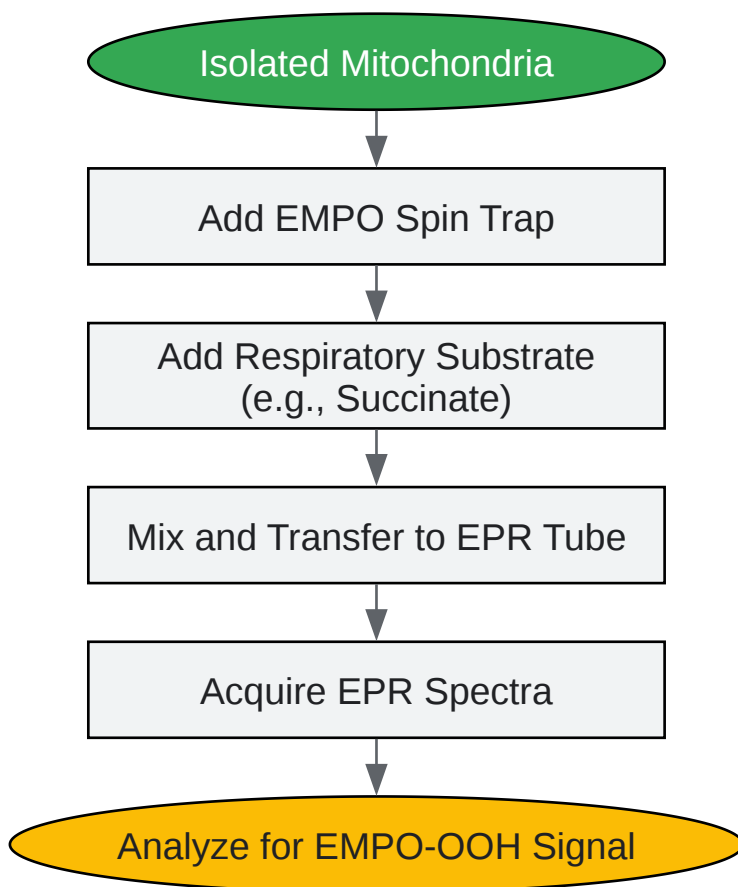 Isolated Mitochondria
Add EMPO Spin Trap
Add Respiratory Substrate
(e.g., Succinate)
Mix and Transfer to EPR Tube
Acquire EPR Spectra
Analyze for EMPO-OOH Signal